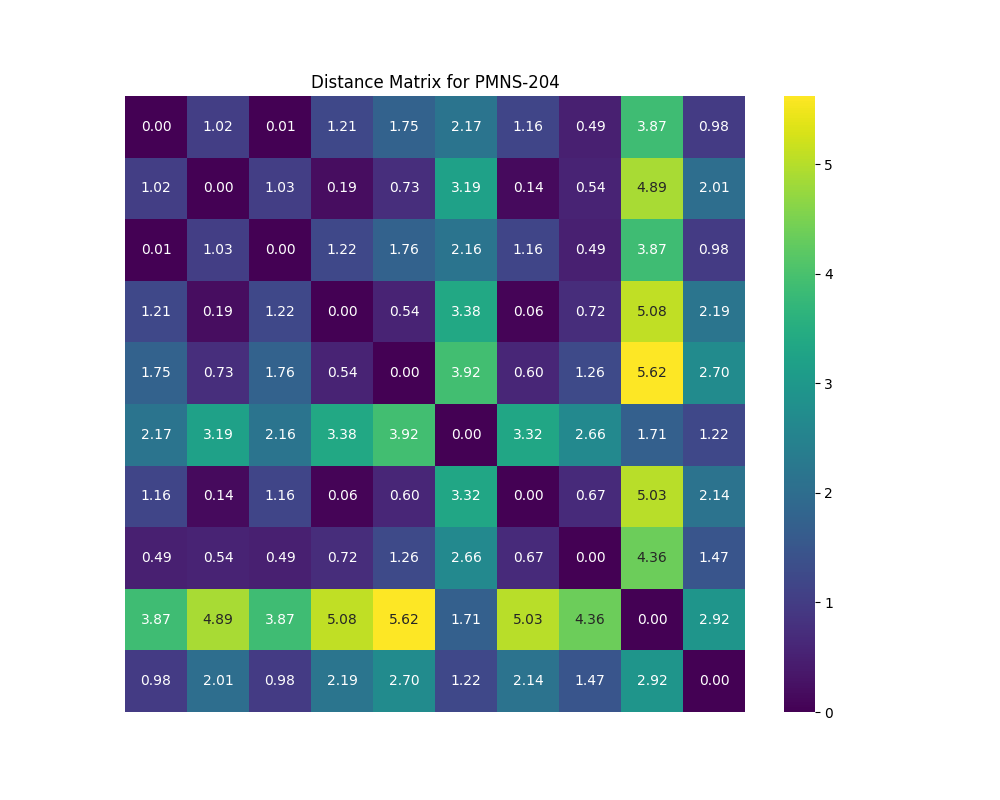 Distance Matrix for PMNS-204
0.00 1.02 0.01 1.21 1.75 2.17 1.16 0.49 3.87 0.98
1.02 0.00 1.03 0.19 0.73 3.19 0.14 0.54 4.89 2.01
0.01 1.03 0.00 1.22 1.76 2.16 1.16 0.49 3.87 0.98
1.21 0.19 1.22 0.00 0.54 3.38 0.06 0.72 5.08 2.19
1.75 0.73 1.76 0.54 0.00 3.92 0.60 1.26 5.62 2.70
2.17 3.19 2.16 3.38 3.92 0.00 3.32 2.66 1.71 1.22
1.16 0.14 1.16 0.06 0.60 3.32 0.00 0.67 5.03 2.14
0.49 0.54 0.49 0.72 1.26 2.66 0.67 0.00 4.36 1.47
3.87 4.89 3.87 5.08 5.62 1.71 5.03 4.36 0.00 2.92
0.98 2.01 0.98 2.19 2.70 1.22 2.14 1.47 2.92 0.00
5
4
3
2
1
0